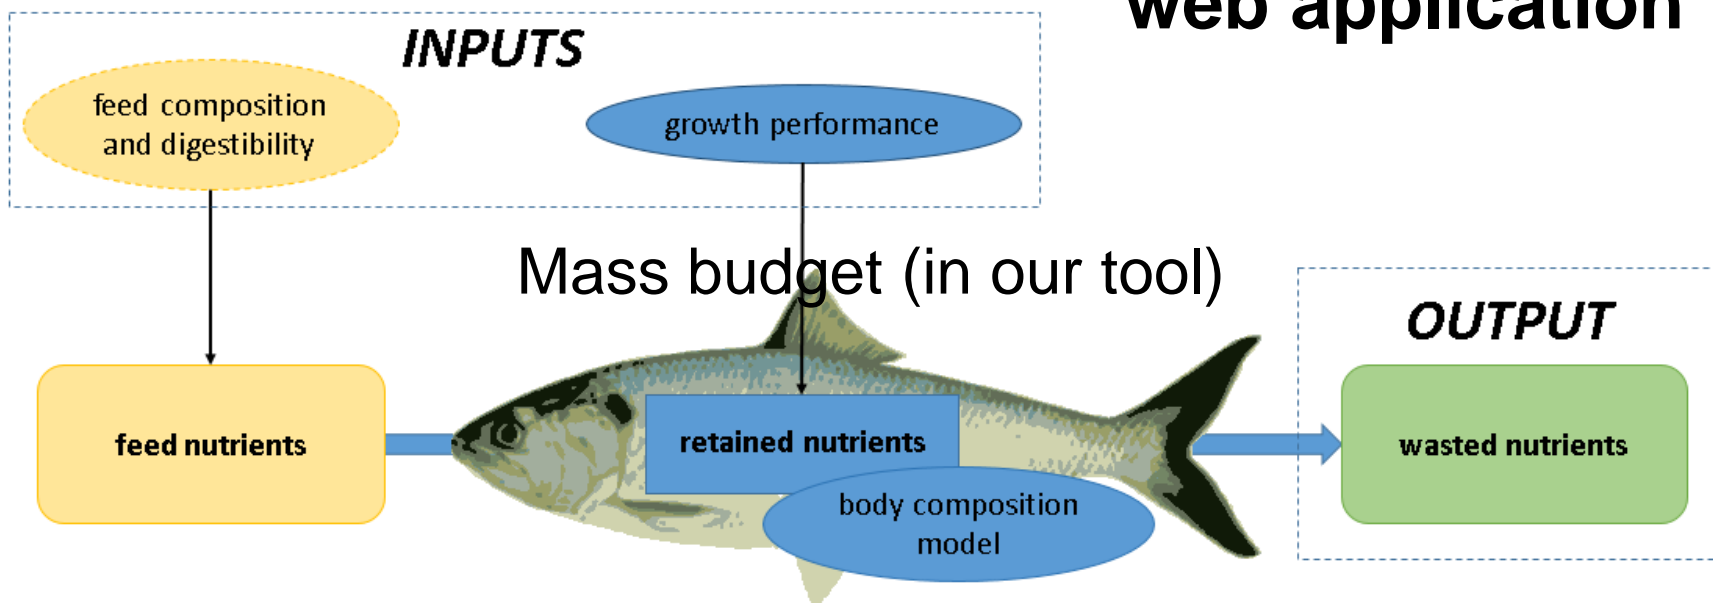 web application
INPUTS
feed composition
and digestibility
growth performance
Mass budget (in our tool)
OUTPUT
feed nutrients
retained nutrients
wasted nutrients
body composition
model